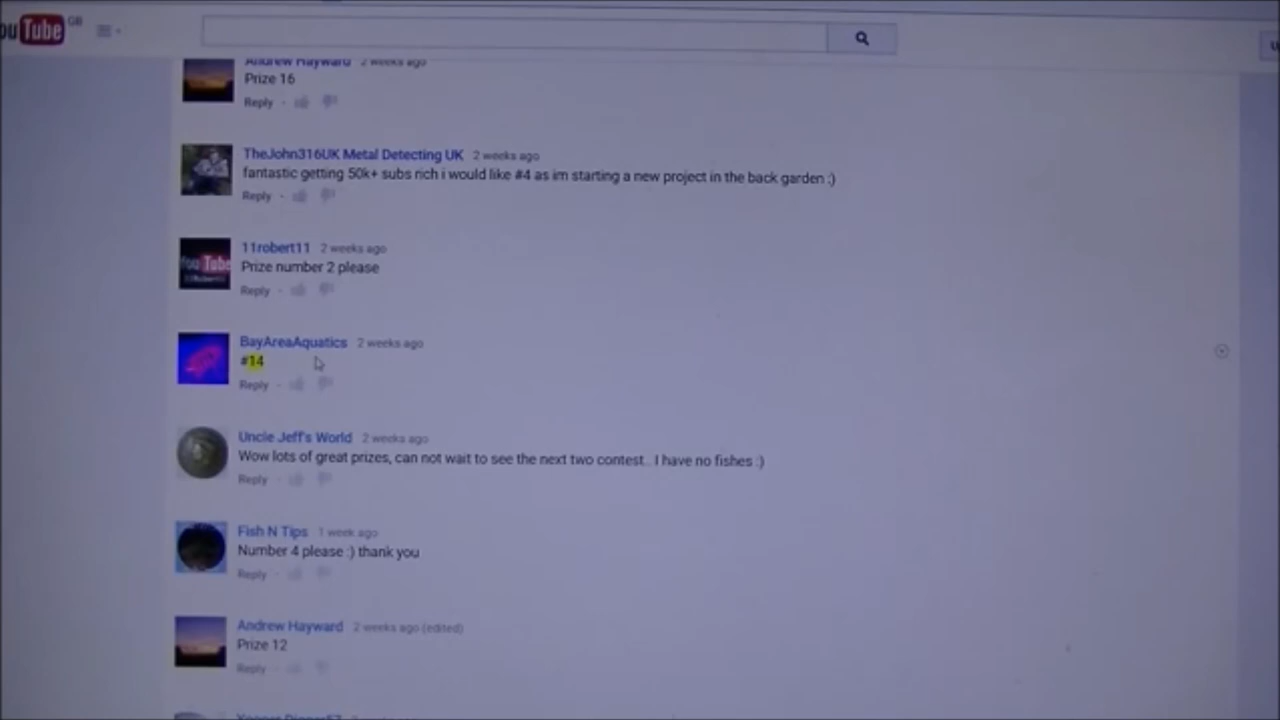 ouTube GB
Andrew Hayward 2 weeks ago
Prize 16
Reply
TheJohn316UK Metal Detecting UK 2 weeks ago
fantastic getting 50k+ subs rich i would like #4 as im starting a new project in the back garden :)
Reply
You Tube
11robert11 2 weeks ago
Prize number 2 please
Reply
BayAreaAquatics 2 weeks ago
#14
Reply
Uncle Jeff's World 2 weeks ago
Wow lots of great prizes, can not wait to see the next two contest.. I have no fishes :)
Reply
Fish N Tips 1 week ago
Number 4 please :) thank you
Reply
Andrew Hayward 2 weeks ago (edited)
Prize 12
Reply